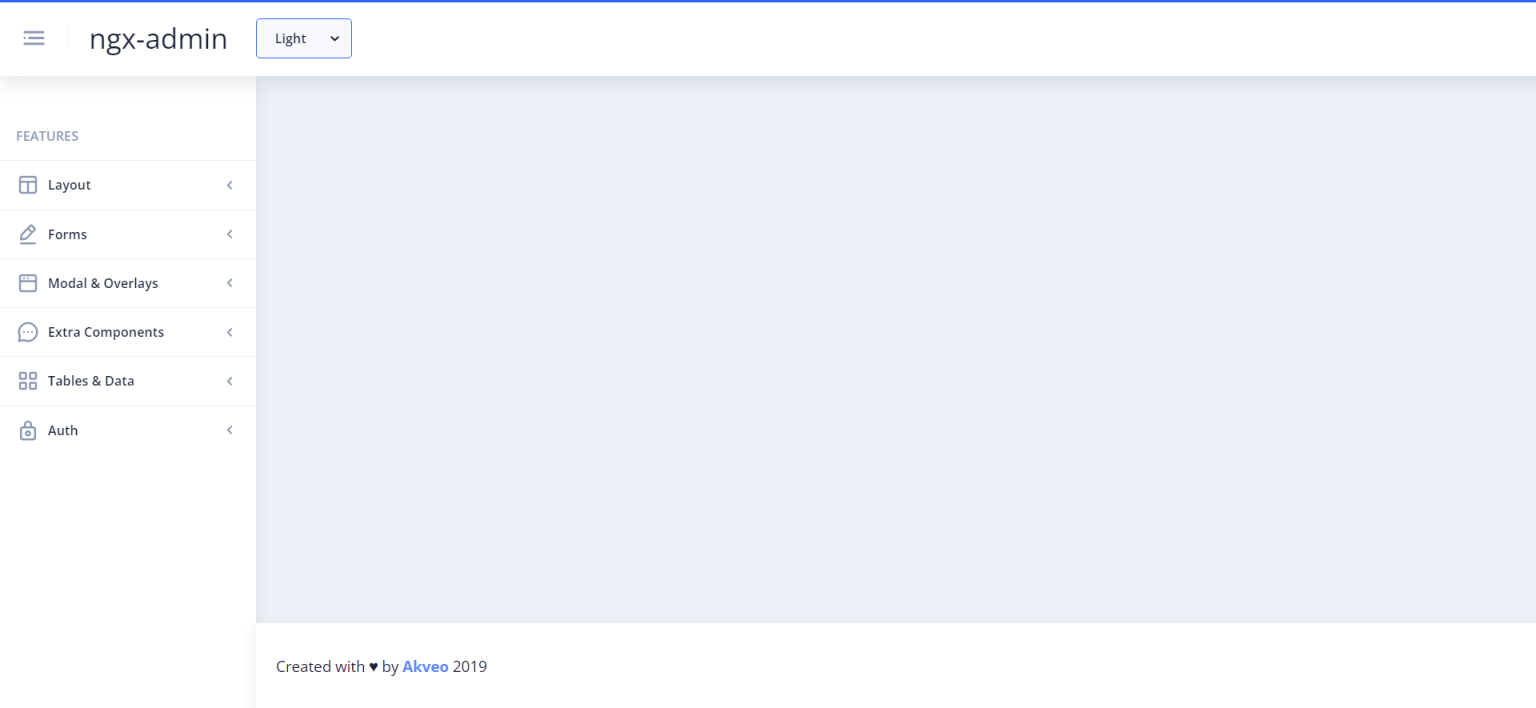 ngx-admin
Light
FEATURES
Layout
Forms
Modal & Overlays
Extra Components
Tables & Data
Auth
Created with ♥ by Akveo 2019